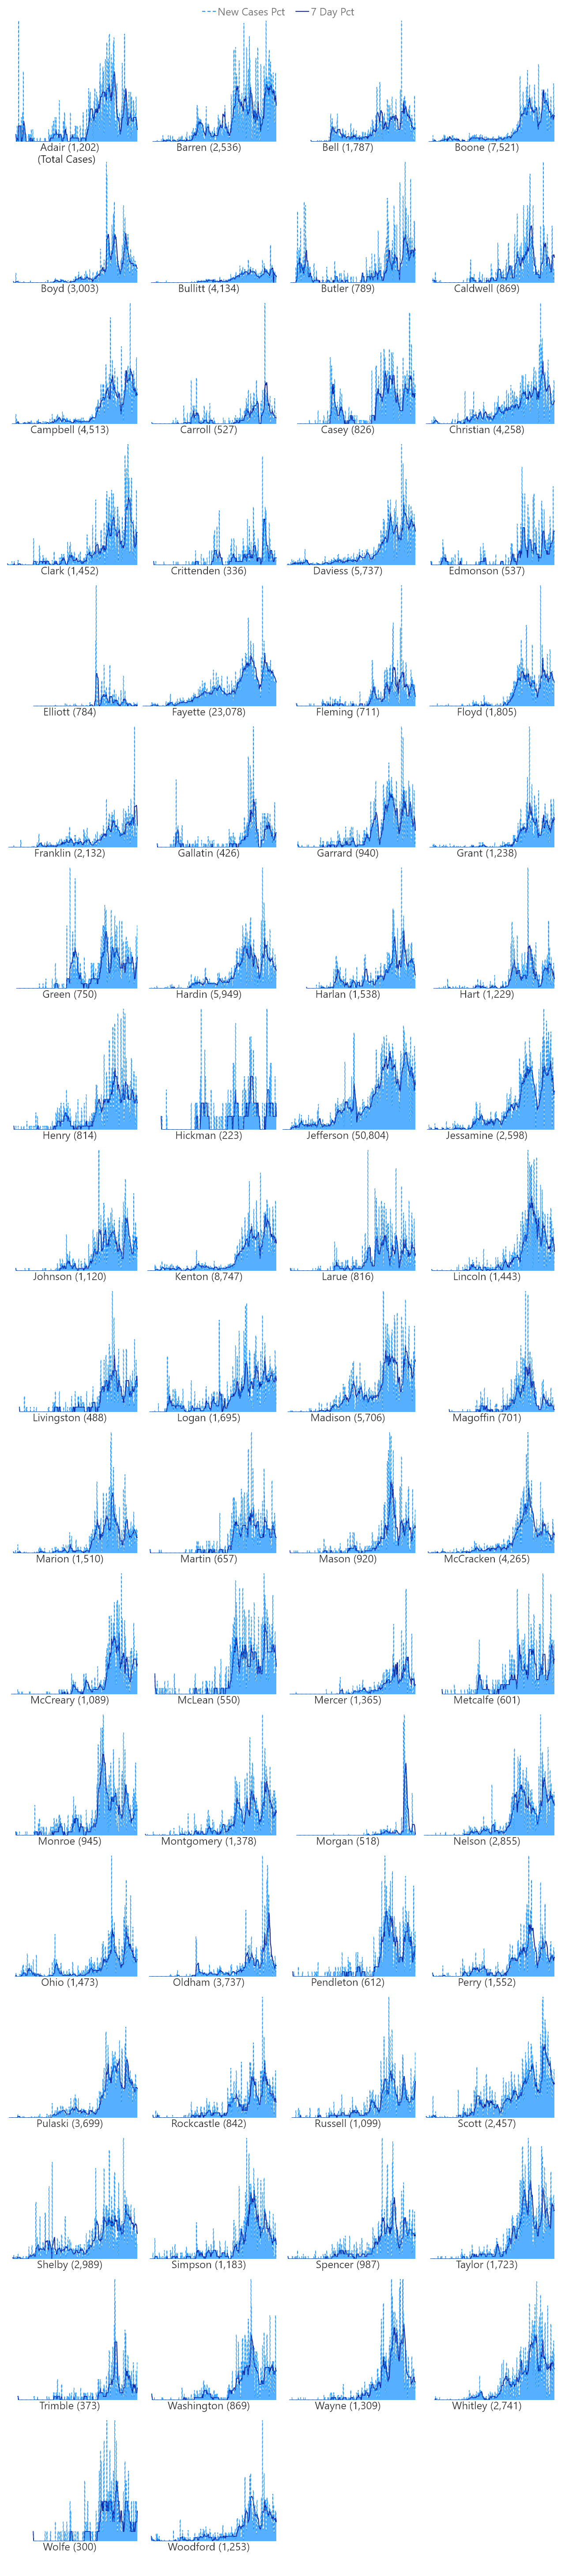 New Cases Pct 7 Day Pct
Adair (1,202) Barren (2,536) Bell (1,787) Boone (7,521)
(Total Cases)
Boyd (3,003) Bullitt (4,134) Butler (789) Caldwell (869)
Campbell (4,513) Carroll (527) Casey (826) Christian (4,258)
Clark (1,452) Crittenden (336) Daviess (5,737) Edmonson (537)
Elliott (784) Fayette (23,078) Fleming (711) Floyd (1,805)
Franklin (2,132) Gallatin (426) Garrard (940) Grant (1,238)
Green (750) Hardin (5,949) Harlan (1,538) Hart (1,229)
Henry (814) Hickman (223) Jefferson (50,804) Jessamine (2,598)
Johnson (1,120) Kenton (8,747) Larue (816) Lincoln (1,443)
Livingston (488) Logan (1,695) Madison (5,706) Magoffin (701)
Marion (1,510) Martin (657) Mason (920) McCracken (4,265)
McCreary (1,089) McLean (550) Mercer (1,365) Metcalfe (601)
Monroe (945) Montgomery (1,378) Morgan (518) Nelson (2,855)
Ohio (1,473) Oldham (3,737) Pendleton (612) Perry (1,552)
Pulaski (3,699) Rockcastle (842) Russell (1,099) Scott (2,457)
Shelby (2,989) Simpson (1,183) Spencer (987) Taylor (1,723)
Trimble (373) Washington (869) Wayne (1,309) Whitley (2,741)
Wolfe (300) Woodford (1,253)